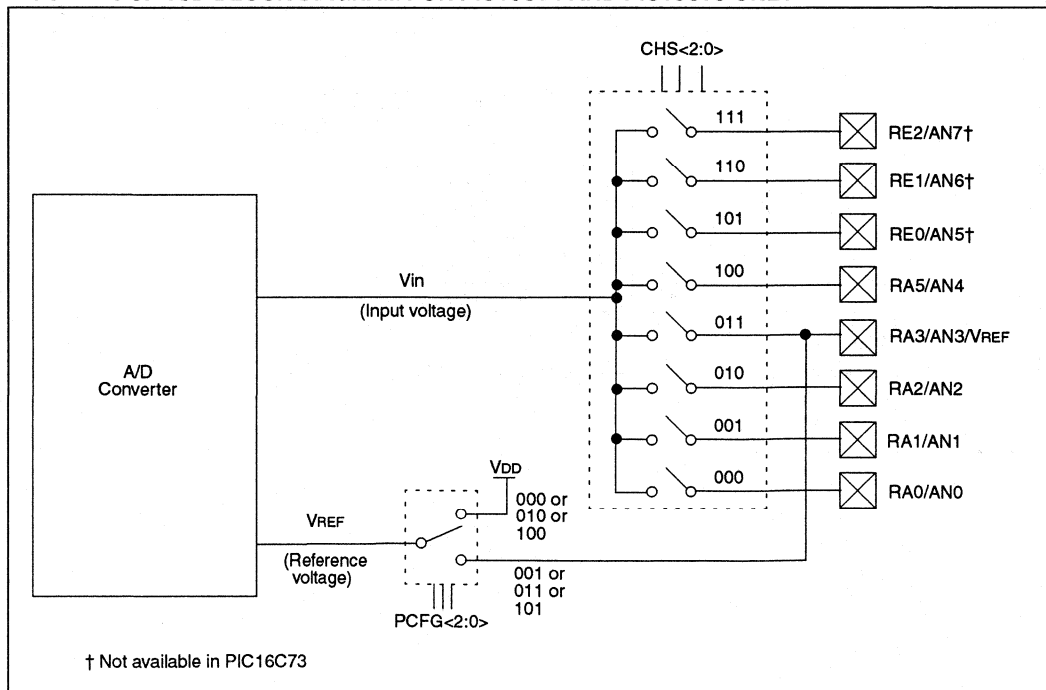 CHS<2:0>
111
RE2/AN7†
110
RE1/AN6†
101
RE0/AN5†
100
RA5/AN4
Vin
(Input voltage)
011
RA3/AN3/VREF
A/D
Converter
010
RA2/AN2
001
RA1/AN1
VDD
000
RA0/AN0
000 or
010 or
100
VREF
(Reference
voltage)
001 or
011 or
101
PCFG<2:0>
† Not available in PIC16C73